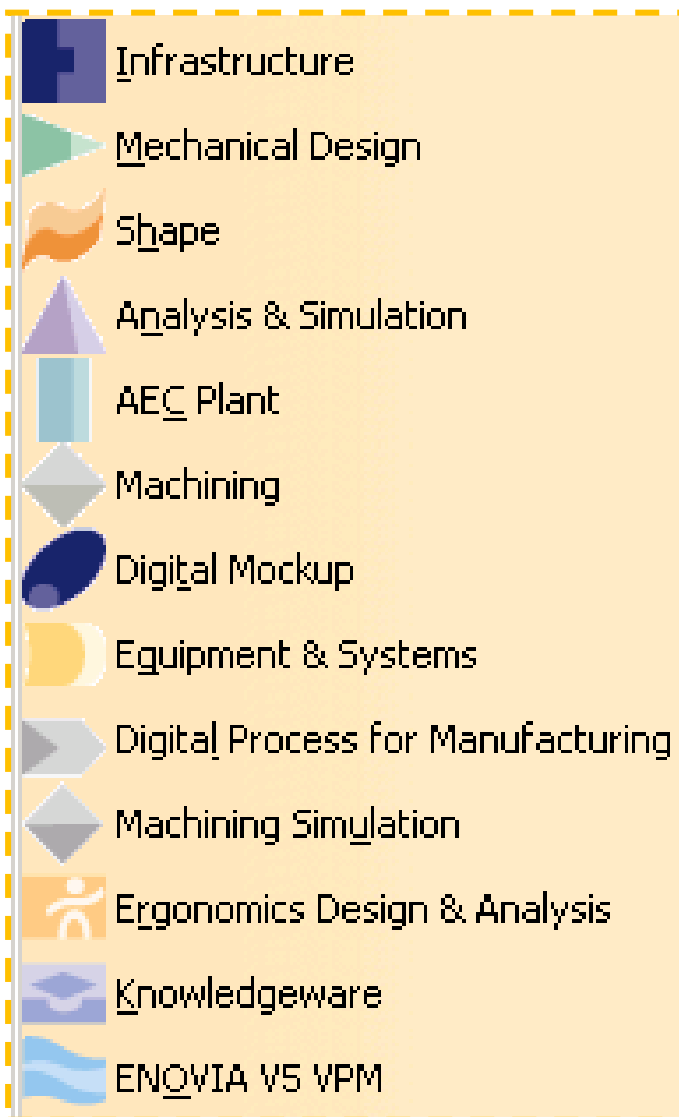 Infrastructure
Mechanical Design
Shape
Analysis & Simulation
AEC Plant
Machining
Digital Mockup
Equipment & Systems
Digital Process for Manufacturing
Machining Simulation
Ergonomics Design & Analysis
Knowledgeware
ENOVIA V5 VPM